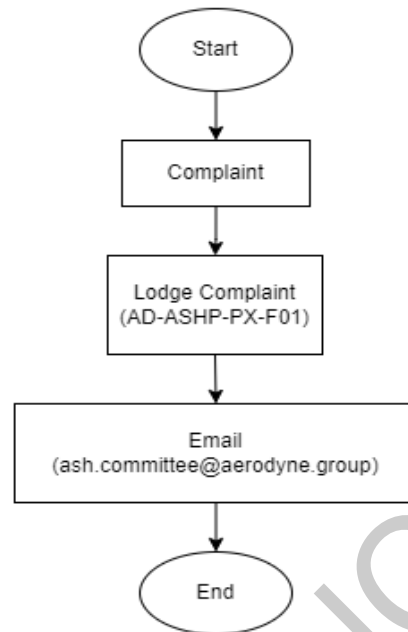 Start
Complaint
Lodge Complaint
(AD-ASHP-PX-F01)
Email
(ash.committee@aerodyne.group)
End